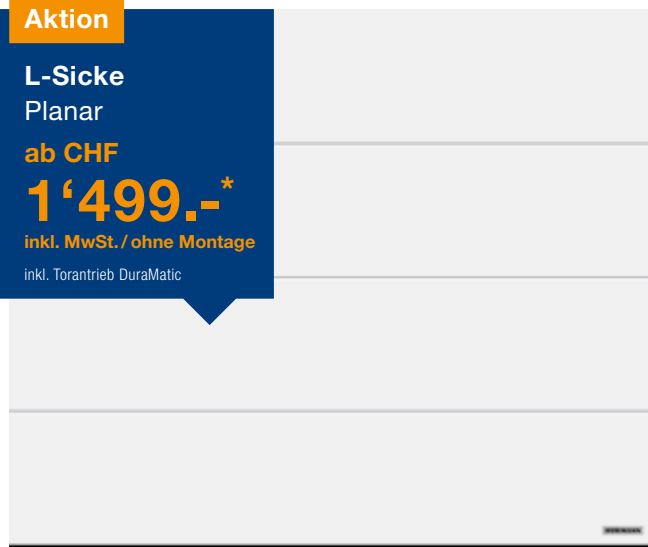 Aktion
L-Sicke
Planar
ab CHF
1‘499.-*
inkl. MwSt./ohne Montage
inkl. Torantrieb DuraMatic